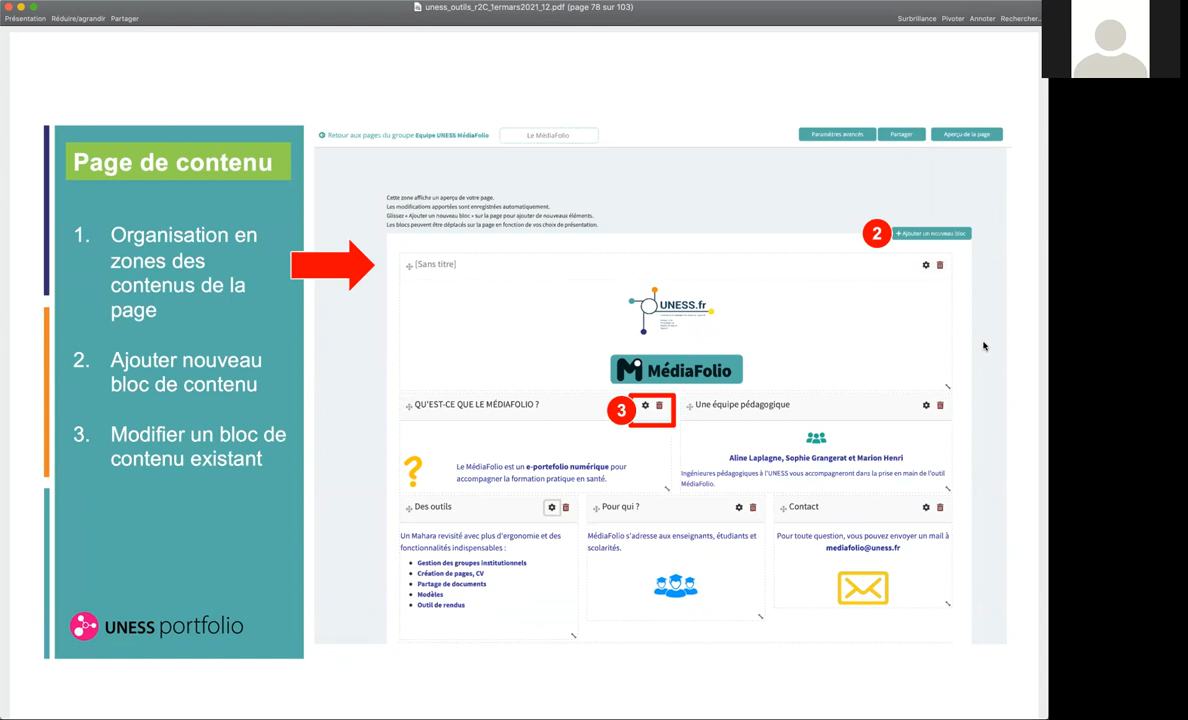 uness_outils_r2C_1ermars2021_12.pdf (page 78 sur 103)
Présentation Réduire/agrandir Partager
Surbrillance Pivoter Annoter Rechercher...
Page de contenu
1. Organisation en
zones des
contenus de la
page
2. Ajouter nouveau
bloc de contenu
3. Modifier un bloc de
contenu existant
UNESS portfolio
Retour aux pages du groupe Equipe UNESS MédiaFolio
Le MédiaFolio
Paramètres avancés
Partager
Aperçu de la page
Cette zone affiche un aperçu de votre page.
Les modifications apportées sont enregistrées automatiquement.
Glissez « Ajouter un nouveau bloc » sur la page pour ajouter de nouveaux éléments.
Les blocs peuvent être déplacés sur la page en fonction de vos choix de présentation.
2
+ Ajouter un nouveau bloc
[Sans titre]
UNESS.fr
MédiaFolio
QU'EST-CE QUE LE MÉDIAFOLIO ?
3
Une équipe pédagogique
?
Le MédiaFolio est un e-portefolio numérique pour
accompagner la formation pratique en santé.
Aline Laplagne, Sophie Grangerat et Marion Henri
Ingénieures pédagogiques à l'UNESS vous accompagneront dans la prise en main de l'outil
MédiaFolio.
Des outils
Pour qui ?
Contact
Un Mahara revisité avec plus d'ergonomie et des
fonctionnalités indispensables :
• Gestion des groupes institutionnels
• Création de pages, CV
• Partage de documents
• Modèles
• Outil de rendus
MédiaFolio s'adresse aux enseignants, étudiants et
scolarités.
Pour toute question, vous pouvez envoyer un mail à
mediafolio@uness.fr